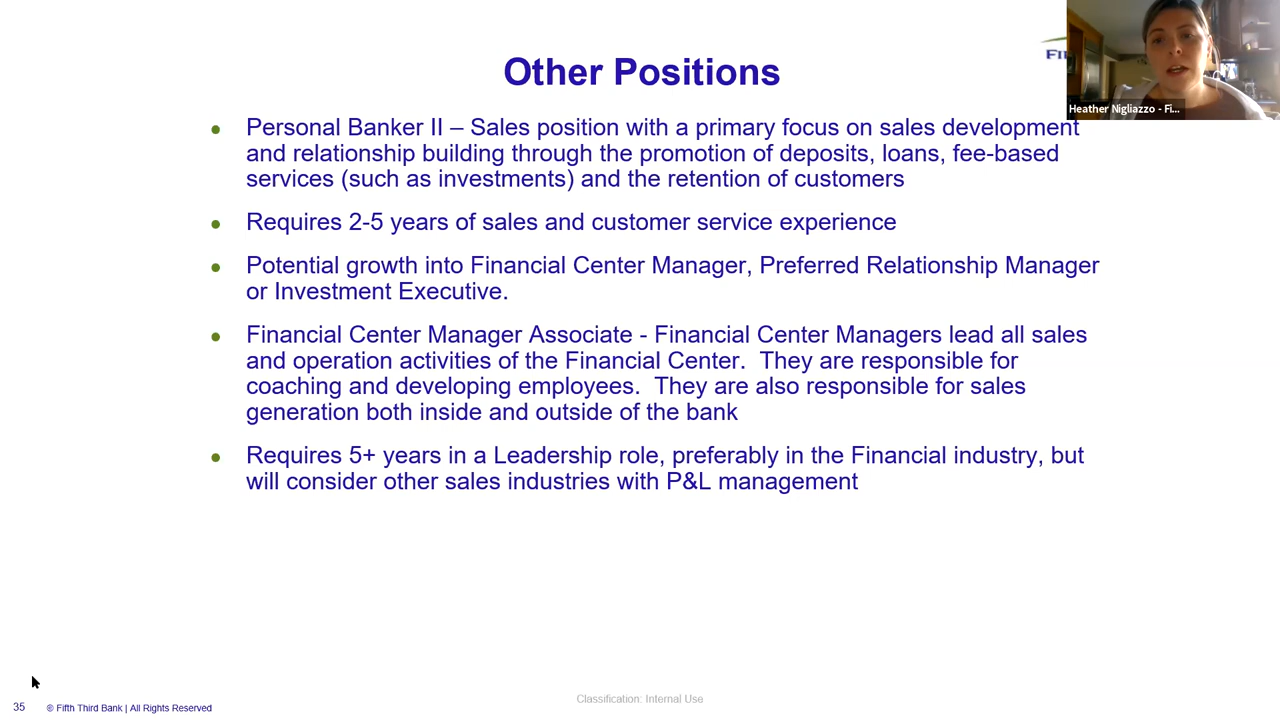 Other Positions
FI
Heather Nigliazzo - Fi...
Personal Banker II – Sales position with a primary focus on sales development
and relationship building through the promotion of deposits, loans, fee-based
services (such as investments) and the retention of customers
Requires 2-5 years of sales and customer service experience
Potential growth into Financial Center Manager, Preferred Relationship Manager
or Investment Executive.
Financial Center Manager Associate - Financial Center Managers lead all sales
and operation activities of the Financial Center.  They are responsible for
coaching and developing employees.  They are also responsible for sales
generation both inside and outside of the bank
Requires 5+ years in a Leadership role, preferably in the Financial industry, but
will consider other sales industries with P&L management
Classification: Internal Use
35 © Fifth Third Bank | All Rights Reserved